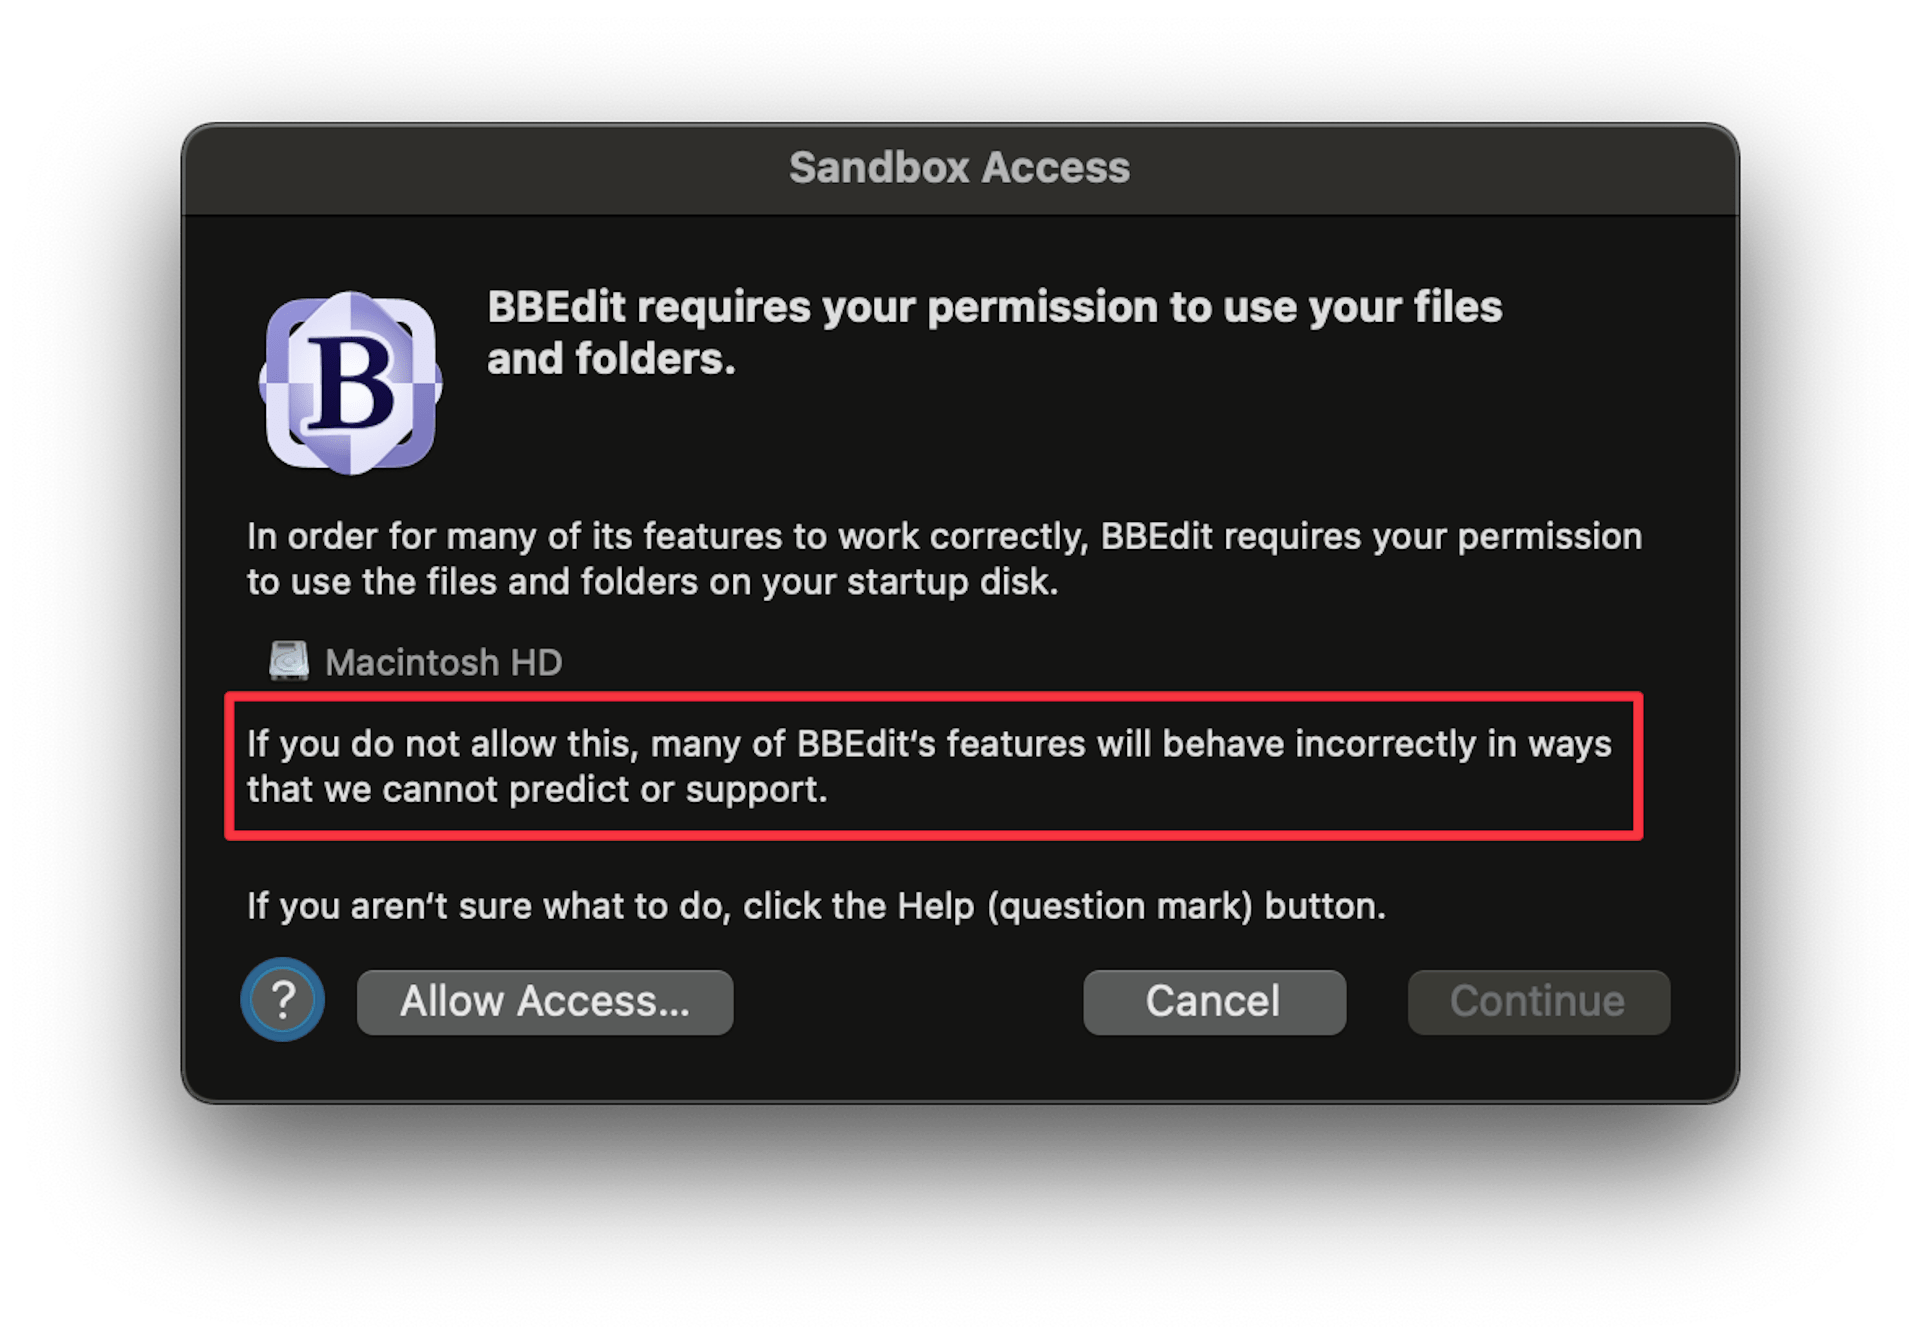 Sandbox Access
B
BBEdit requires your permission to use your files
and folders.
In order for many of its features to work correctly, BBEdit requires your permission
to use the files and folders on your startup disk.
Macintosh HD
If you do not allow this, many of BBEdit’s features will behave incorrectly in ways
that we cannot predict or support.
If you aren’t sure what to do, click the Help (question mark) button.
? Allow Access... Cancel Continue